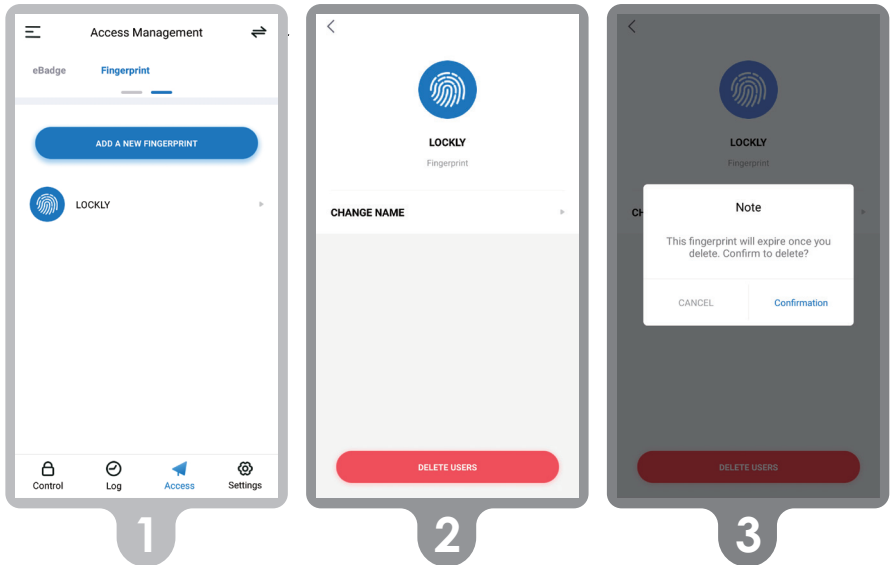 Access Management
eBadge Fingerprint
ADD A NEW FINGERPRINT
LOCKLY
Control Log Access Settings
1
LOCKLY
Fingerprint
CHANGE NAME
DELETE USERS
2
LOCKLY
Fingerprint
CH
Note
This fingerprint will expire once you
delete. Confirm to delete?
CANCEL Confirmation
DELETE USERS
3